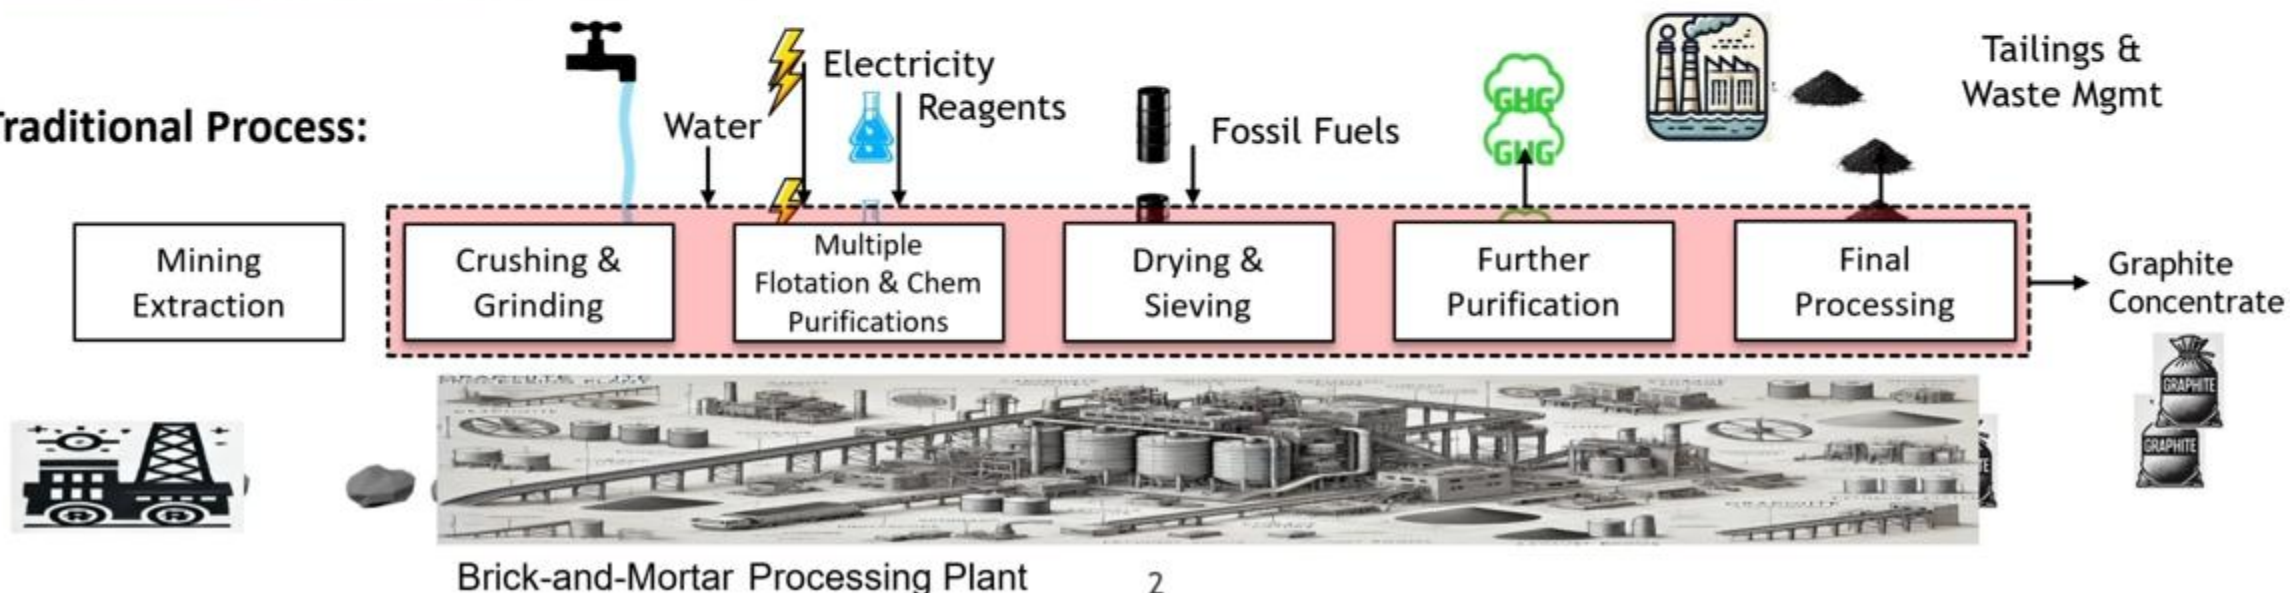 Traditional Process:
Water
Electricity
Reagents
Fossil Fuels
GHG
GHG
Tailings &
Waste Mgmt
Mining
Extraction
Crushing &
Grinding
Multiple
Flotation & Chem
Purifications
Drying &
Sieving
Further
Purification
Final
Processing
Graphite
Concentrate
GRAPHITE
GRAPHITE
Brick-and-Mortar Processing Plant
2